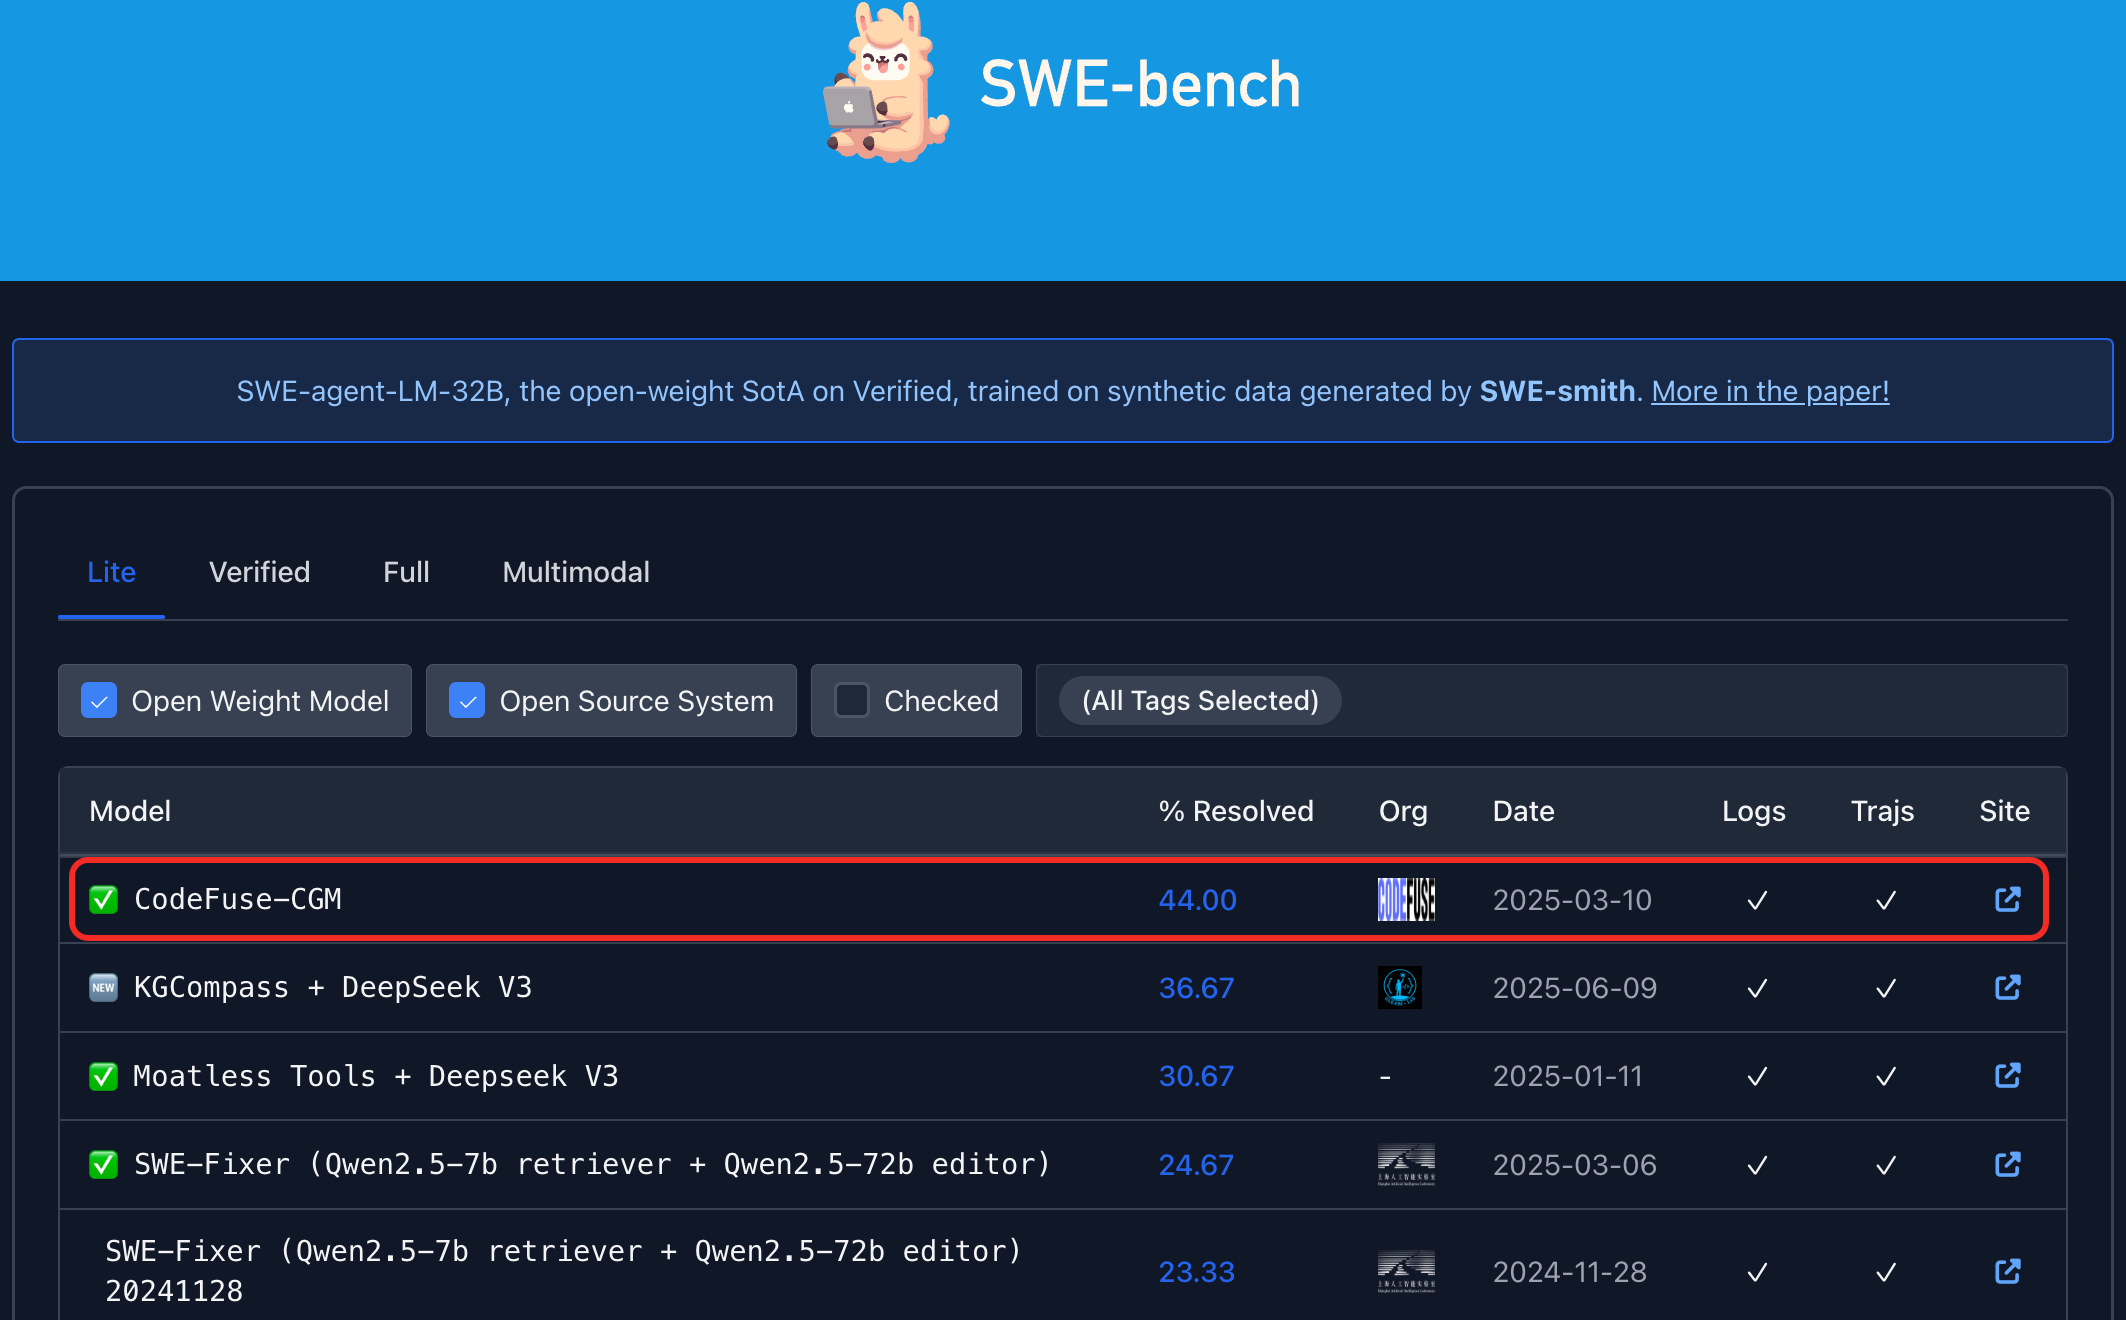 SWE-bench
SWE-agent-LM-32B, the open-weight SotA on Verified, trained on synthetic data generated by SWE-smith. More in the paper!
Lite Verified Full Multimodal
Open Weight Model Open Source System Checked (All Tags Selected)
Model % Resolved Org Date Logs Trajs Site
✅ CodeFuse-CGM 44.00 CODEFUSE 2025-03-10 ✓ ✓
🆕 KGCompass + DeepSeek V3 36.67 2025-06-09 ✓ ✓
✅ Moatless Tools + Deepseek V3 30.67 - 2025-01-11 ✓ ✓
✅ SWE-Fixer (Qwen2.5-7b retriever + Qwen2.5-72b editor) 24.67 2025-03-06 ✓ ✓
SWE-Fixer (Qwen2.5-7b retriever + Qwen2.5-72b editor)
20241128 23.33 2024-11-28 ✓ ✓